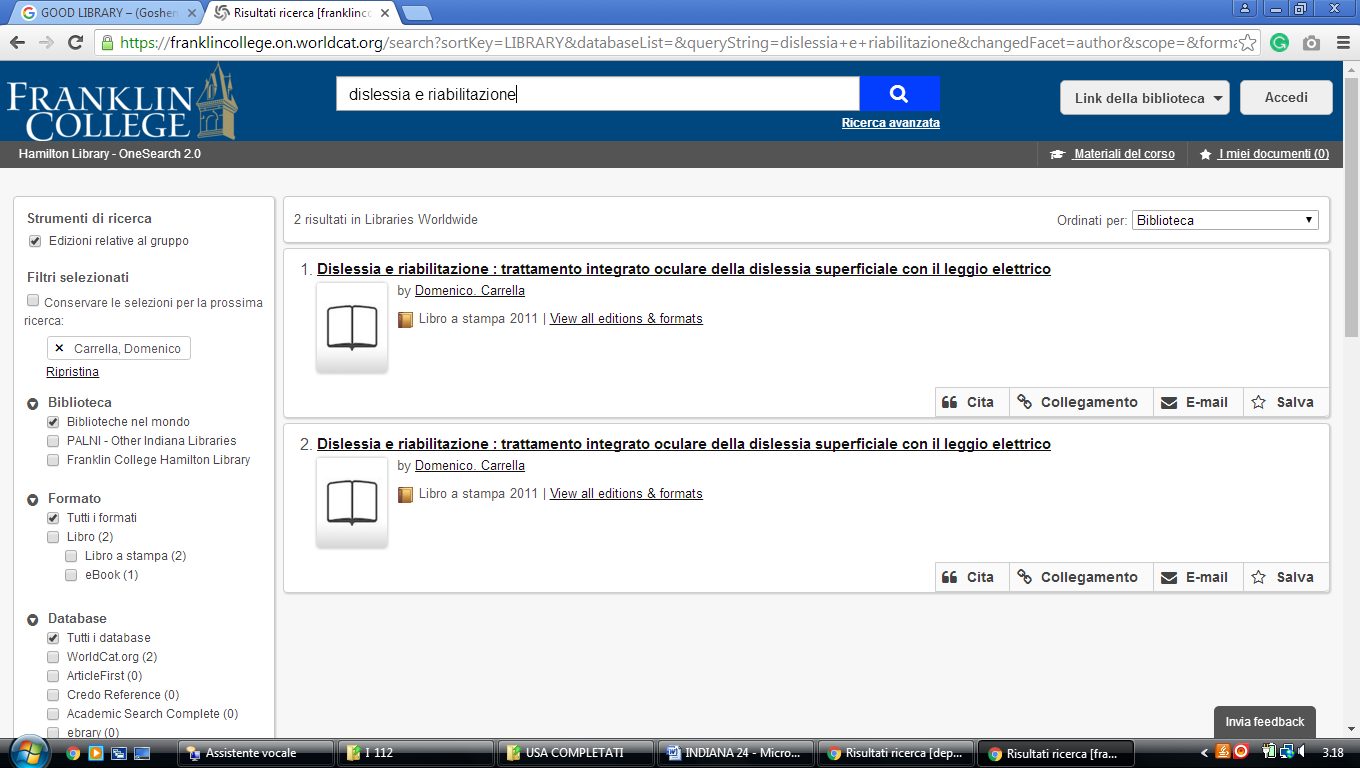 GOOD LIBRARY – (Goshen
Risultati ricerca [franklinco
https://franklincollege.on.worldcat.org/search?sortKey=LIBRARY&databaseList=&queryString=dislessia+e+riabilitazione&changedFacet=author&scope=&forma
FRANKLIN
COLLEGE
dislessia e riabilitazione
Ricerca avanzata
Link della biblioteca
Accedi
Hamilton Library - OneSearch 2.0
Materiali del corso
I miei documenti (0)
Strumenti di ricerca
Edizioni relative al gruppo
Filtri selezionati
Conservare le selezioni per la prossima
ricerca:
× Carrella, Domenico
Ripristina
Biblioteca
Biblioteche nel mondo
PALNI - Other Indiana Libraries
Franklin College Hamilton Library
Formato
Tutti i formati
Libro (2)
Libro a stampa (2)
eBook (1)
Database
Tutti i database
WorldCat.org (2)
ArticleFirst (0)
Credo Reference (0)
Academic Search Complete (0)
ebrary (0)
2 risultati in Libraries Worldwide
Ordinati per: Biblioteca
1. Dislessia e riabilitazione : trattamento integrato oculare della dislessia superficiale con il leggio elettrico
by Domenico. Carrella
Libro a stampa 2011 | View all editions & formats
Cita Collegamento E-mail Salva
2. Dislessia e riabilitazione : trattamento integrato oculare della dislessia superficiale con il leggio elettrico
by Domenico. Carrella
Libro a stampa 2011 | View all editions & formats
Cita Collegamento E-mail Salva
Invia feedback
Assistente vocale
I 112
USA COMPLETATI
INDIANA 24 - Micro...
Risultati ricerca [dep...
Risultati ricerca [fra...
3.18